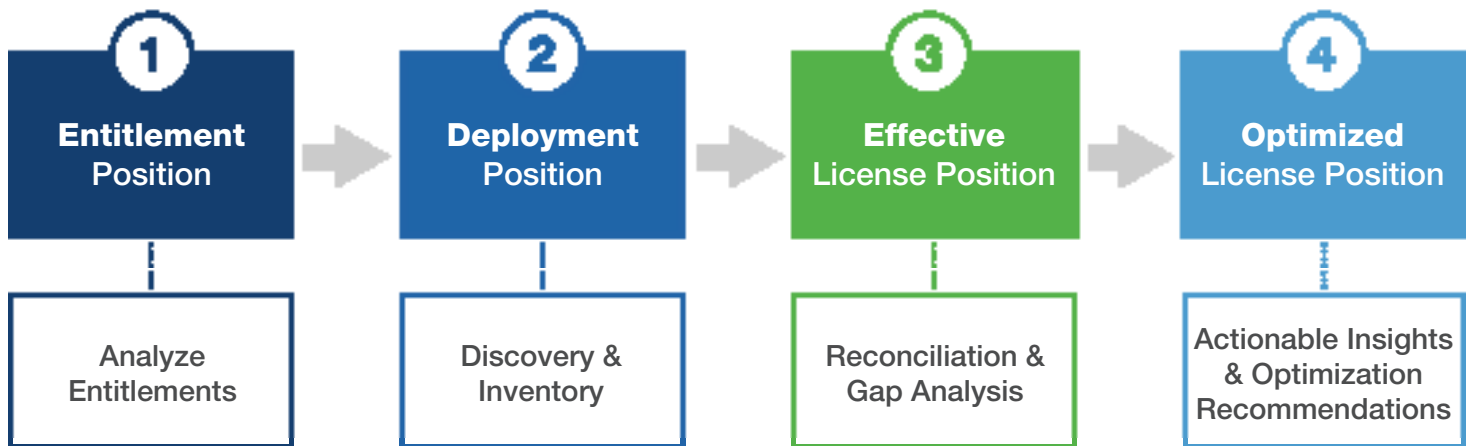 1
Entitlement
Position
Analyze
Entitlements
2
Deployment
Position
Discovery &
Inventory
3
Effective
License Position
Reconciliation &
Gap Analysis
4
Optimized
License Position
Actionable Insights
& Optimization
Recommendations